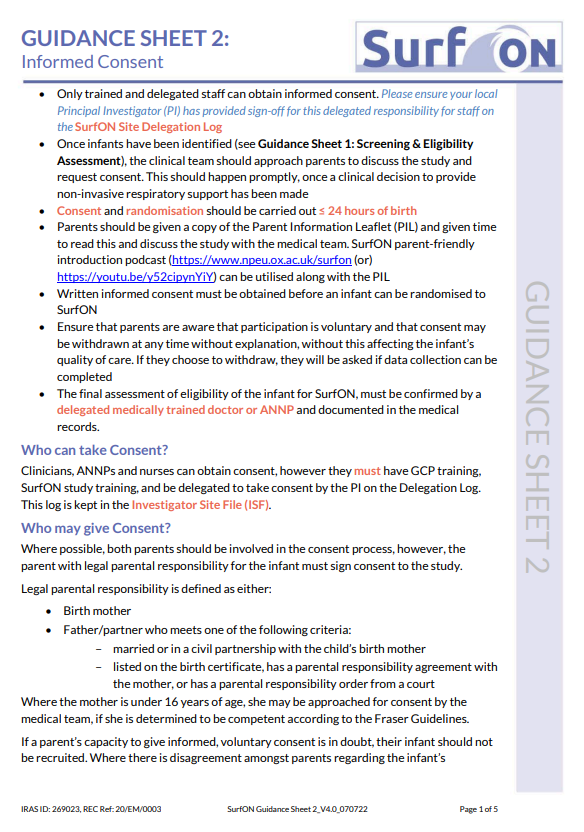 GUIDANCE SHEET 2:
Informed Consent
Surf ON
• Only trained and delegated staff can obtain informed consent. Please ensure your local
Principal Investigator (PI) has provided sign-off for this delegated responsibility for staff on
the SurfON Site Delegation Log
• Once infants have been identified (see Guidance Sheet 1: Screening & Eligibility
Assessment), the clinical team should approach parents to discuss the study and
request consent. This should happen promptly, once a clinical decision to provide
non-invasive respiratory support has been made
• Consent and randomisation should be carried out ≤ 24 hours of birth
• Parents should be given a copy of the Parent Information Leaflet (PIL) and given time
to read this and discuss the study with the medical team. SurfON parent-friendly
introduction podcast (https://www.npeu.ox.ac.uk/surfon (or)
https://youtu.be/y52cipynYiY) can be utilised along with the PIL
• Written informed consent must be obtained before an infant can be randomised to
SurfON
• Ensure that parents are aware that participation is voluntary and that consent may
be withdrawn at any time without explanation, without this affecting the infant's
quality of care. If they choose to withdraw, they will be asked if data collection can be
completed
• The final assessment of eligibility of the infant for SurfON, must be confirmed by a
delegated medically trained doctor or ANNP and documented in the medical
records.
Who can take Consent?
Clinicians, ANNPs and nurses can obtain consent, however they must have GCP training,
SurfON study training, and be delegated to take consent by the PI on the Delegation Log.
This log is kept in the Investigator Site File (ISF).
Who may give Consent?
Where possible, both parents should be involved in the consent process, however, the
parent with legal parental responsibility for the infant must sign consent to the study.
Legal parental responsibility is defined as either:
• Birth mother
• Father/partner who meets one of the following criteria:
– married or in a civil partnership with the child's birth mother
– listed on the birth certificate, has a parental responsibility agreement with
the mother, or has a parental responsibility order from a court
Where the mother is under 16 years of age, she may be approached for consent by the
medical team, if she is determined to be competent according to the Fraser Guidelines.
If a parent's capacity to give informed, voluntary consent is in doubt, their infant should not
be recruited. Where there is disagreement amongst parents regarding the infant's
GUIDANCE SHEET 2
IRAS ID: 269023, REC Ref: 20/EM/0003 SurfON Guidance Sheet 2_V4.0_070722 Page 1 of 5